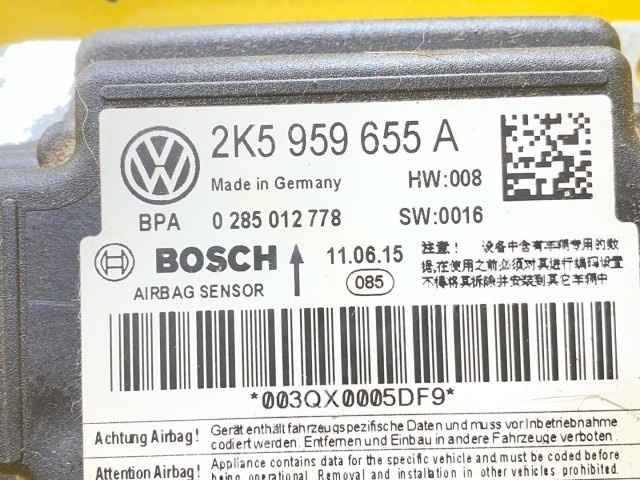 2K5 959 655 A
Made in Germany HW:008
BPA 0 285 012 778 SW:0016
BOSCH 11.06.15
AIRBAG SENSOR 085
注意! 设备中含有车辆专用的数
据,在使用之前必须对其进行编码设置
不得将其拆除并安装到其它车辆中
*003QX0005DF9*
Achtung Airbag! Gerät enthält fahrzeugspezifische Daten und muss vor Inbetriebnahme
codiert werden. Entfernen und Einbau in andere Fahrzeuge verboten.
Attention Airbag! Appliance contains data for the specific vehicle and must be coded before
being operational. Removal and installation in other vehicles prohibited.